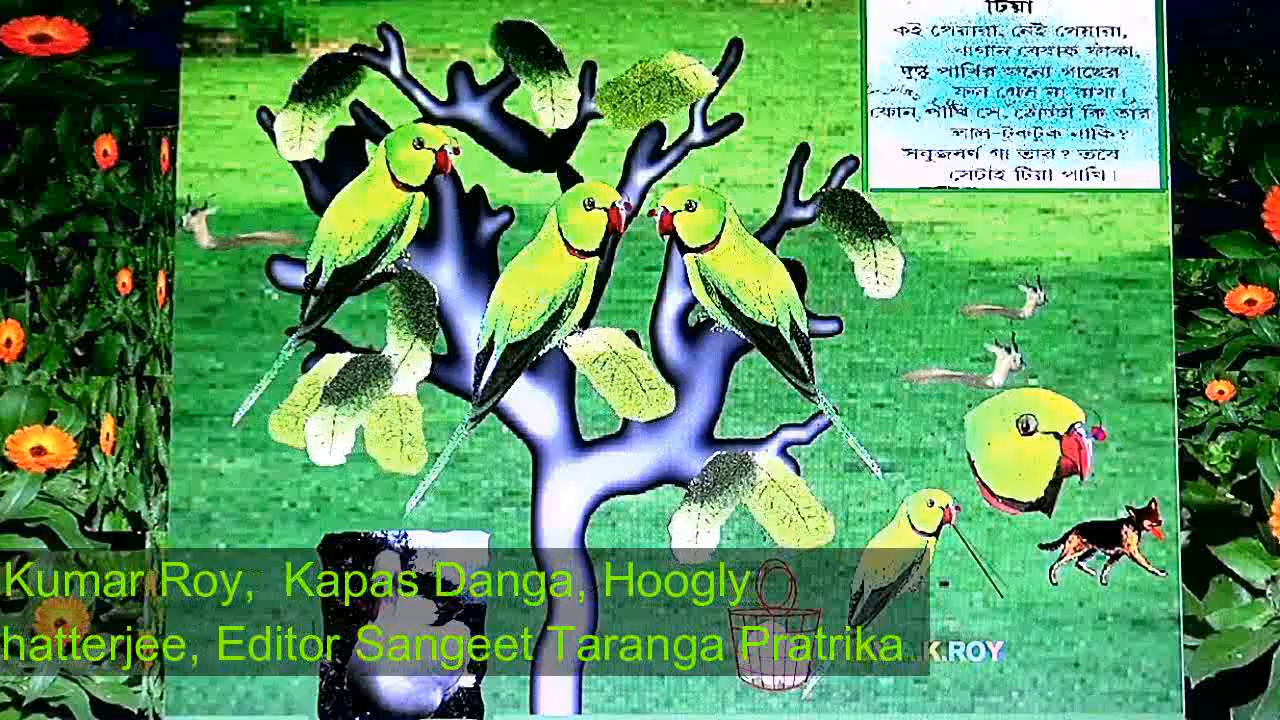 টিয়া
কই পেয়ারা, নেই পেয়ারা,
বাগান বেবাক ফাঁকা,
দুষ্টু পাখির জন্যে গাছের
ফল গেল না রাখা।
কোন্ পাখি সে, ঠোঁটটা কি তার
লাল-টুকটুক নাকি?
সবুজবর্ণ গা তার? তবে
সেটাই টিয়া পাখি।
Kumar Roy, Kapas Danga, Hoogly
hatterjee, Editor Sangeet Taranga Pratrika
.K.ROY